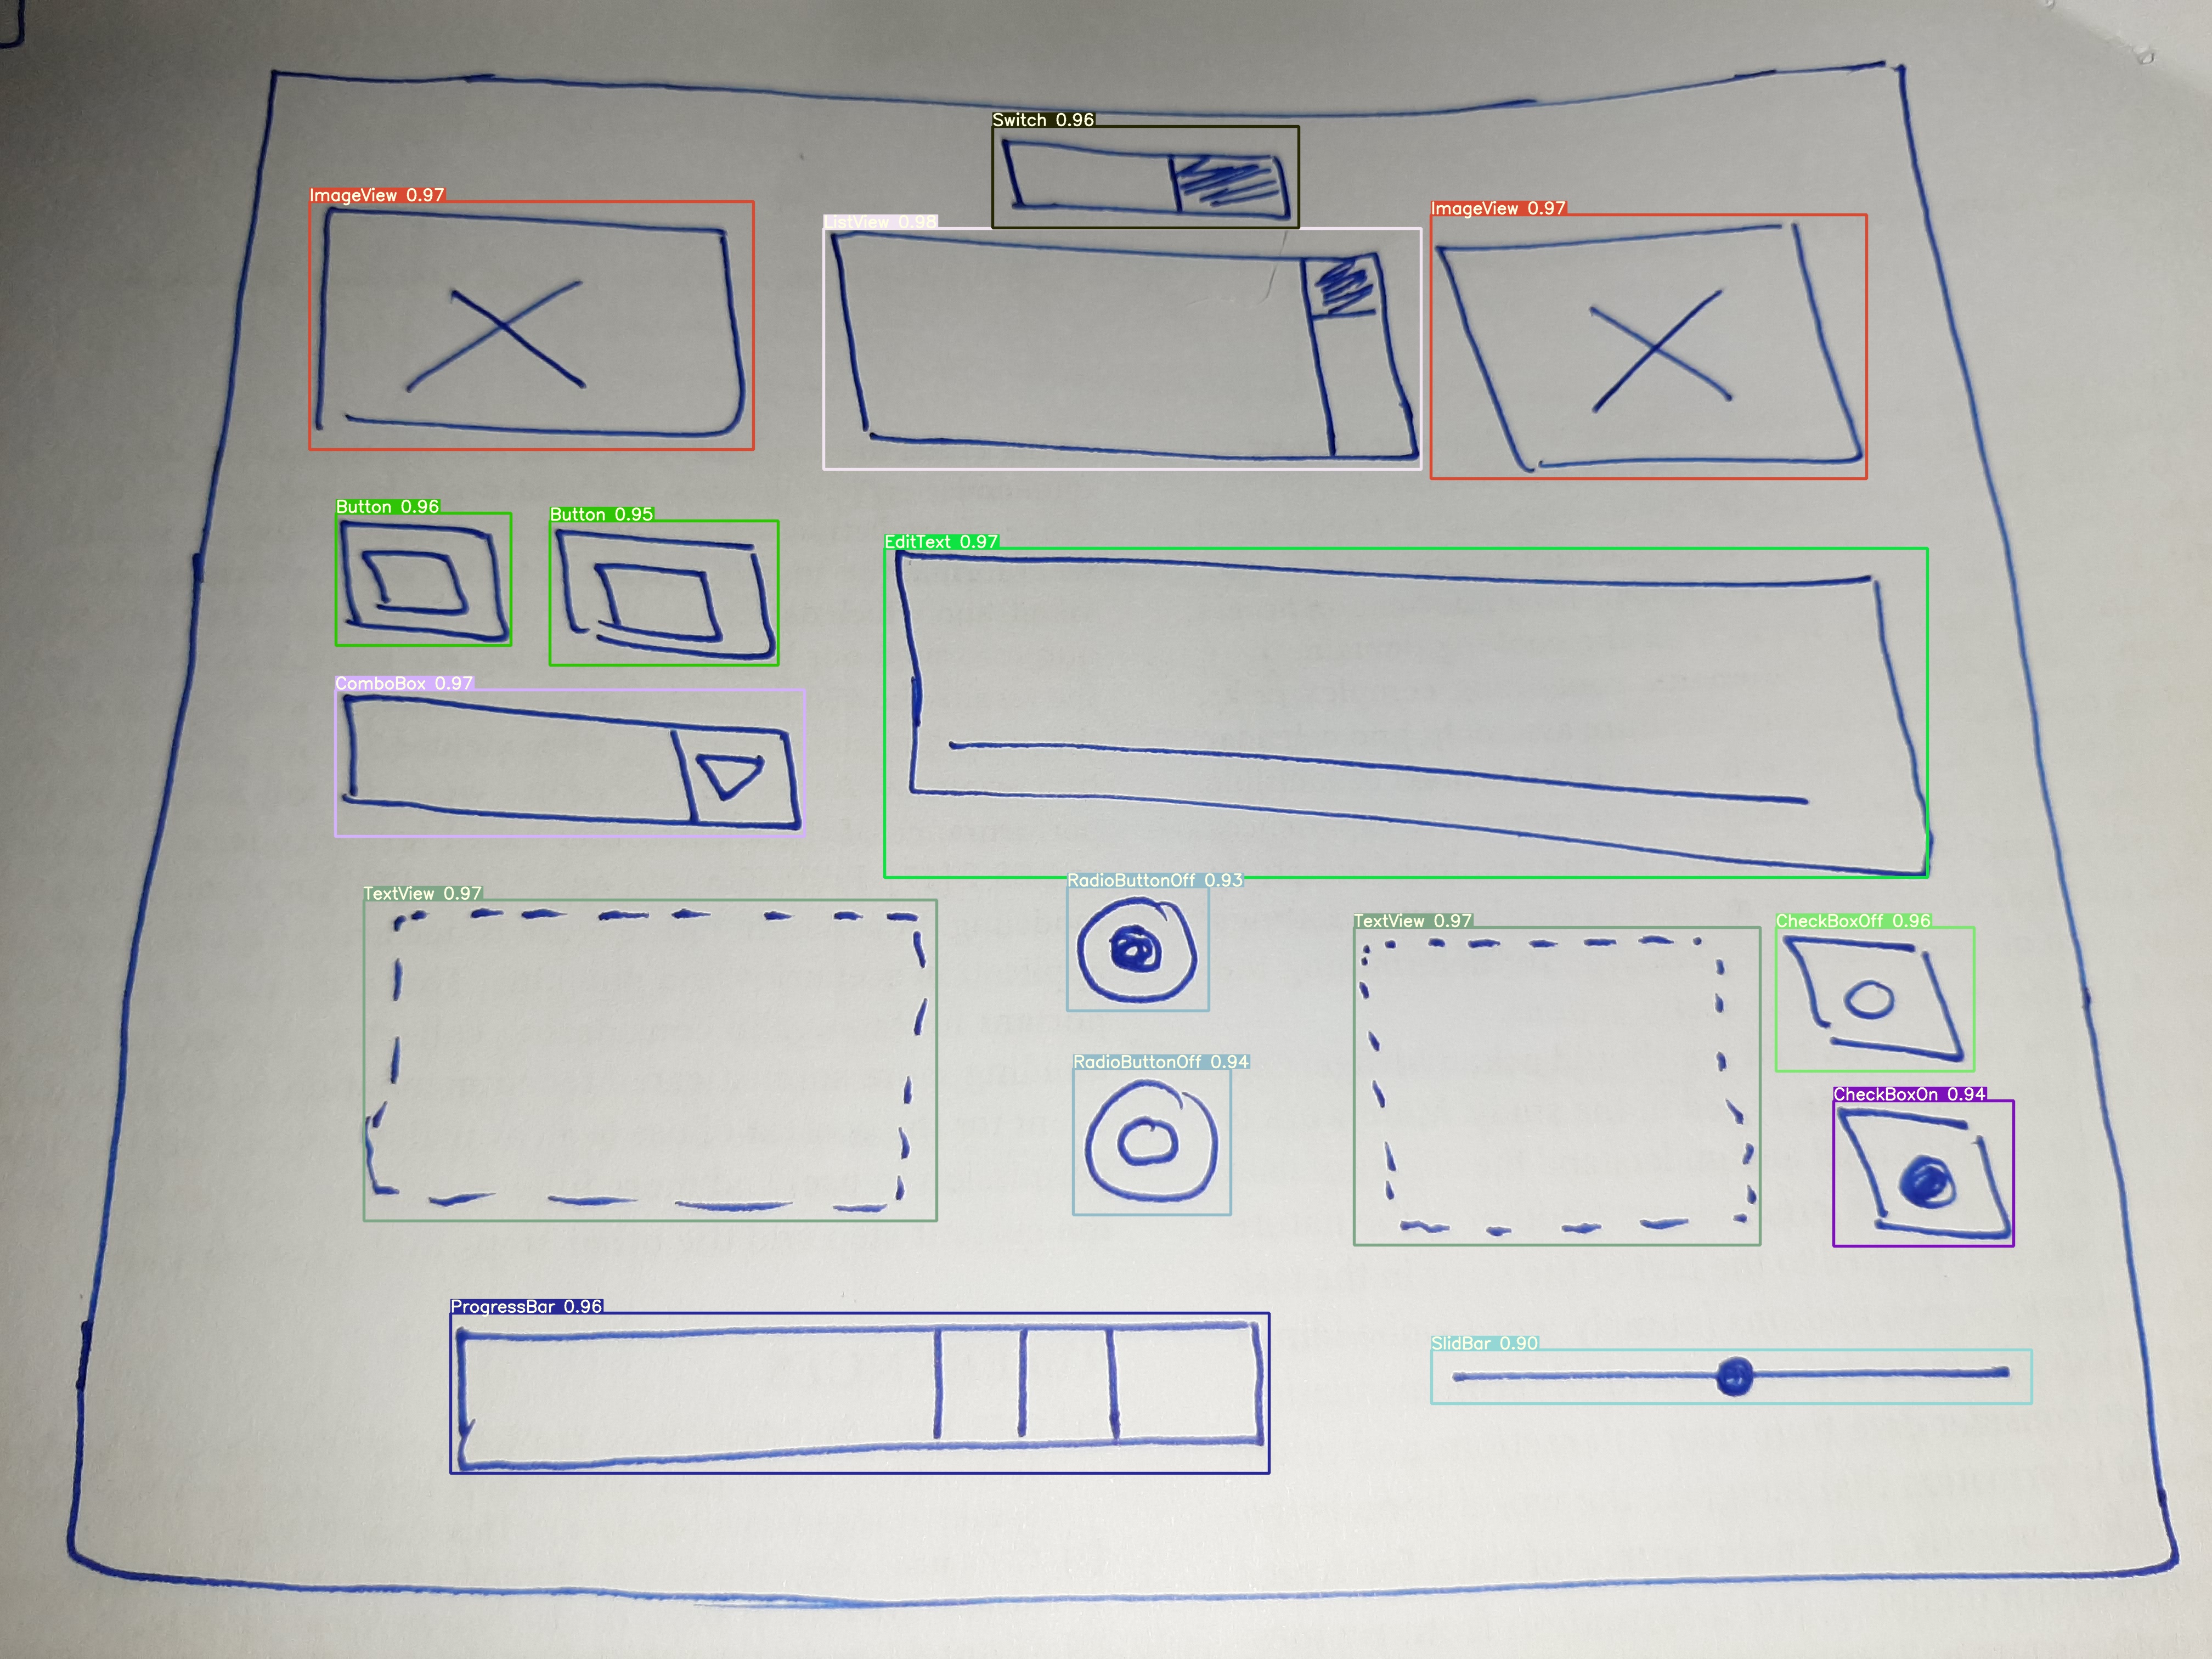 Switch 0.96
ImageView 0.97
ListView 0.98
ImageView 0.97
Button 0.96
Button 0.95
EditText 0.97
ComboBox 0.97
TextView 0.97
RadioButtonOff 0.93
TextView 0.97
CheckBoxOff 0.96
RadioButtonOff 0.94
CheckBoxOn 0.94
ProgressBar 0.96
SlidBar 0.90